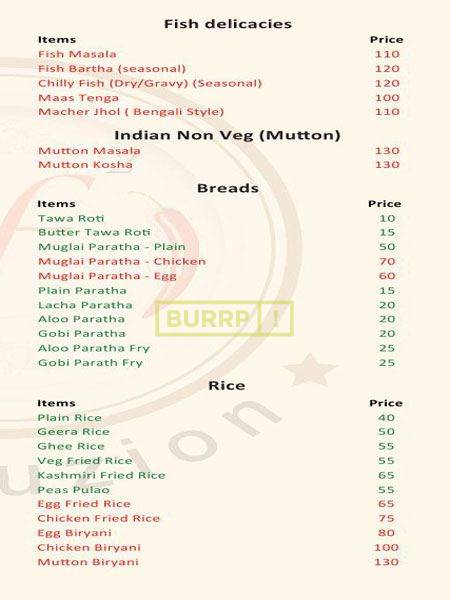 Fish delicacies
Items Price
Fish Masala 110
Fish Bartha (seasonal) 120
Chilly Fish (Dry/Gravy) (Seasonal) 120
Maas Tenga 100
Macher Jhol ( Bengali Style) 110
Indian Non Veg (Mutton)
Mutton Masala 130
Mutton Kosha 130
Breads
Items Price
Tawa Roti 10
Butter Tawa Roti 15
Muglai Paratha - Plain 50
Muglai Paratha - Chicken 70
Muglai Paratha - Egg 60
Plain Paratha 15
Lacha Paratha 20
Aloo Paratha 20
Gobi Paratha 20
Aloo Paratha Fry 25
Gobi Parath Fry 25
BURRP!
Rice
Items Price
Plain Rice 40
Geera Rice 50
Ghee Rice 55
Veg Fried Rice 55
Kashmiri Fried Rice 65
Peas Pulao 55
Egg Fried Rice 65
Chicken Fried Rice 75
Egg Biryani 80
Chicken Biryani 100
Mutton Biryani 130
uzion